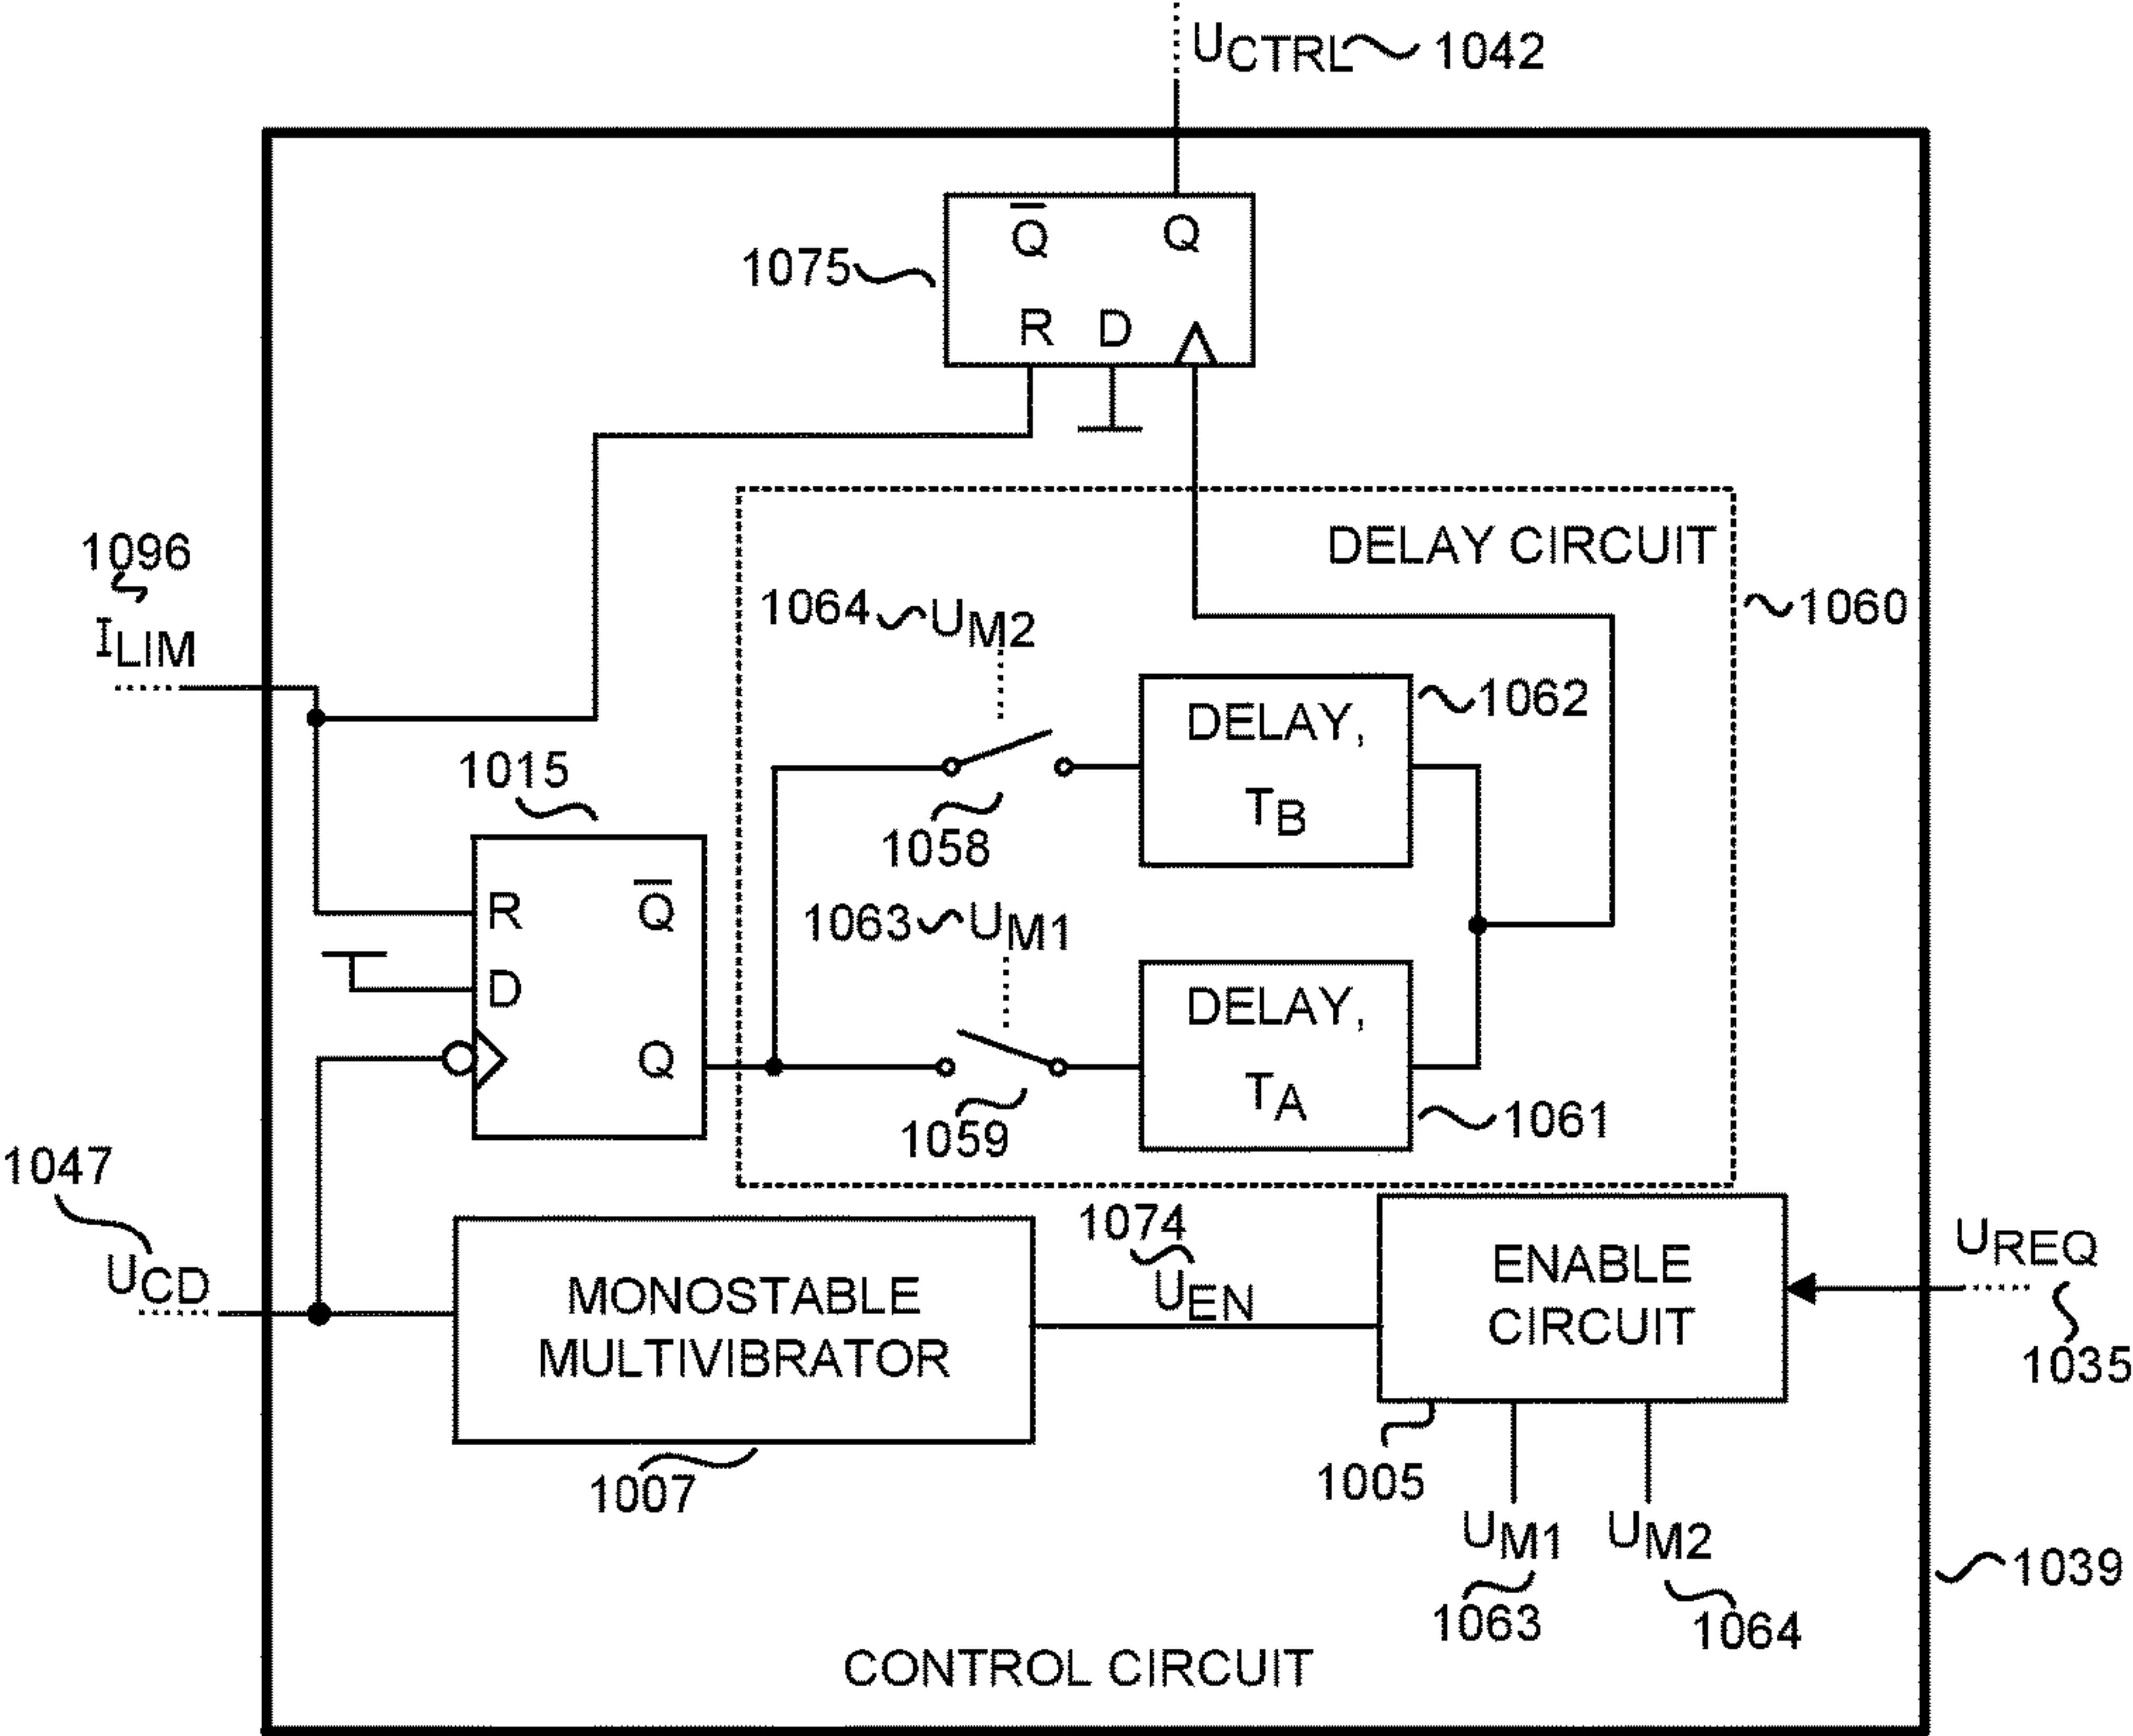 UCTRL 1042
Q Q
1075
R D
DELAY CIRCUIT
1096
1064 UM2
1060
ILIM
1062
DELAY,
TB
1015
1058
R Q
1063 UM1
D
DELAY,
TA
Q
1059
1061
1047
1074
UCD
UEN
MONOSTABLE
MULTIVIBRATOR
ENABLE
CIRCUIT
UREQ
1035
1007
1005
UM1 UM2
1063 1064
1039
CONTROL CIRCUIT